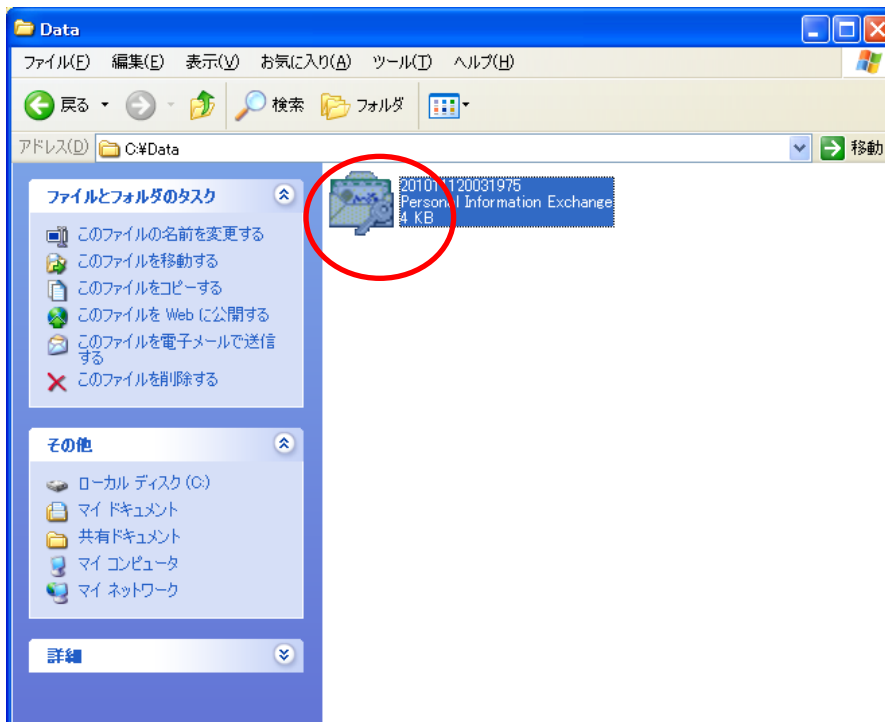 Data
ファイル(F) 編集(E) 表示(V) お気に入り(A) ツール(T) ヘルプ(H)
戻る 検索 フォルダ
アドレス(D) C:¥Data 移動
ファイルとフォルダのタスク
このファイルの名前を変更する
このファイルを移動する
このファイルをコピーする
このファイルを Web に公開する
このファイルを電子メールで送信
する
このファイルを削除する
その他
ローカル ディスク (C:)
マイ ドキュメント
共有ドキュメント
マイ コンピュータ
マイ ネットワーク
詳細
Personal Information Exchange
4 KB